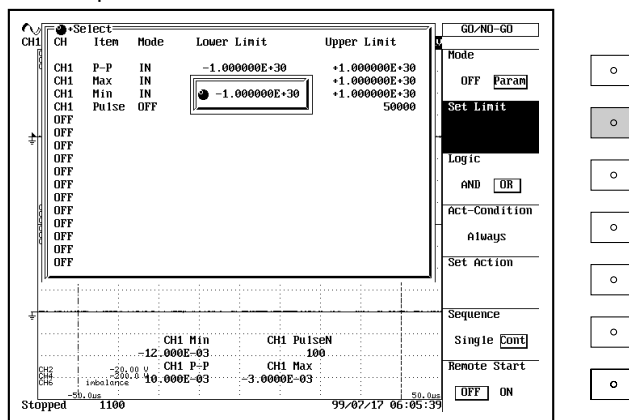 +Select
CH1 CH Item Mode Lower Limit Upper Limit
CH1 P-P IN -1.000000E+30 +1.000000E+30
CH1 Max IN +1.000000E+30
CH1 Min IN -1.000000E+30 +1.000000E+30
CH1 Pulse OFF 50000
OFF
OFF
OFF
OFF
OFF
OFF
OFF
OFF
OFF
OFF
OFF
OFF
GO/NO-GO
Mode
OFF Param
Set Limit
Logic
AND OR
Act-Condition
Always
Set Action
Sequence
Single Cont
Remote Start
OFF ON
CH1 Min CH1 PulseN
-12.000E-03 100
CH1 P-P CH1 Max
10.000E-03 -3.0000E-03
CH2 -20.00 V
CH4 -200.0
CH6 imbalance
-50.0us 50.0us
Stopped 1100 99/07/17 06:05:39